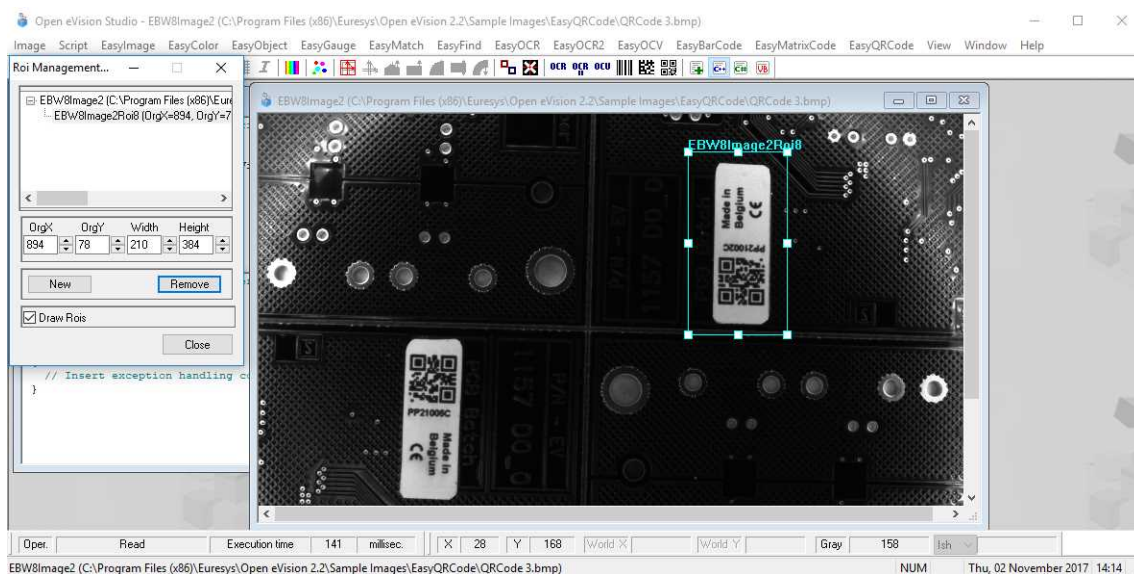 Open eVision Studio - EBW8Image2 (C:\Program Files (x86)\Euresys\Open eVision 2.2\Sample Images\EasyQRCode\QRCode 3.bmp)
Image Script EasyImage EasyColor EasyObject EasyGauge EasyMatch EasyFind EasyOCR EasyOCR2 EasyOCV EasyBarCode EasyMatrixCode EasyQRCode View Window Help
Roi Management...
EBW8Image2 (C:\Program Files (x86)\Eure
EBW8Image2Roi8 (OrgX=894, OrgY=7
OrgX OrgY Width Height
894 78 210 384
New Remove
Draw Rois
Close
// Insert exception handling co
}
EBW8Image2 (C:\Program Files (x86)\Euresys\Open eVision 2.2\Sample Images\EasyQRCode\QRCode 3.bmp)
EBW8Image2Roi8
Made in
Belgium
CE
PP21002C
PP21006C
Made in
Belgium
CE
Oper. Read Execution time 141 millisec. X 28 Y 168 World X World Y Gray 158 Ish
EBW8Image2 (C:\Program Files (x86)\Euresys\Open eVision 2.2\Sample Images\EasyQRCode\QRCode 3.bmp) NUM Thu, 02 November 2017 14:14